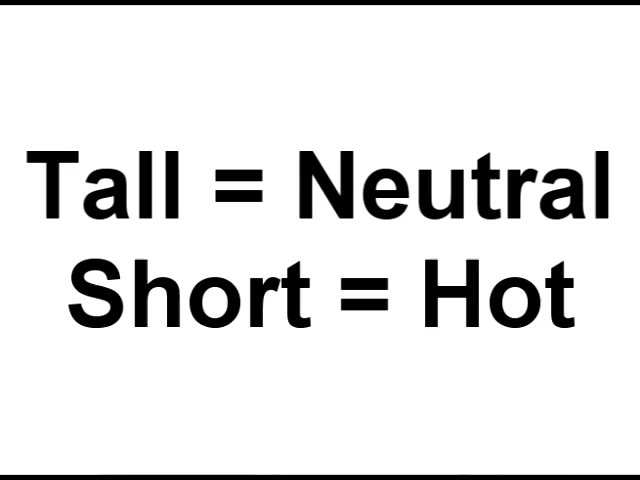 Tall = Neutral
Short = Hot